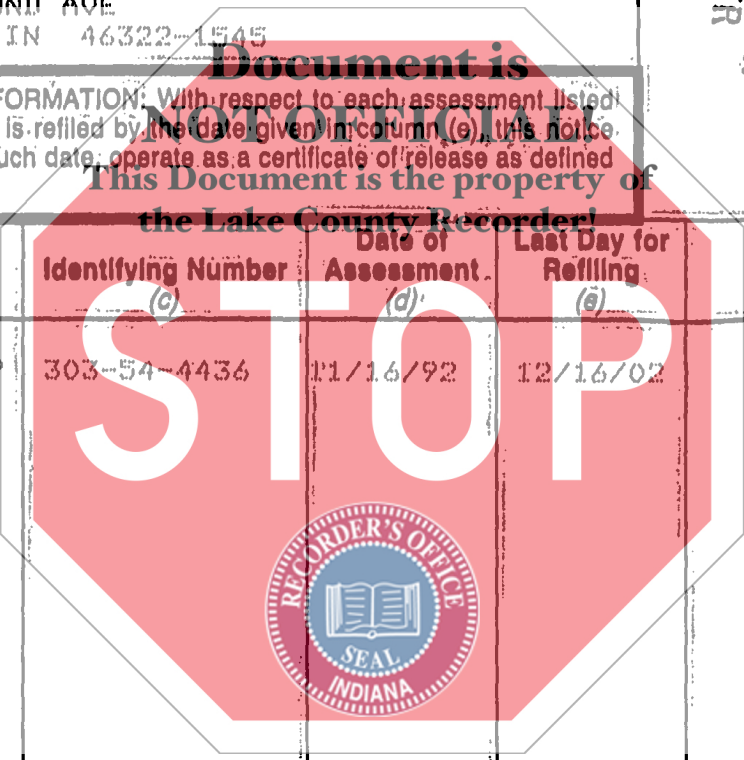 IN 46322-1545
Document is
FORMATION: With respect to each assessment listed
NOT OFFICIAL!
is refiled by the date given in column (e), this notice
such date, operate as a certificate of release as defined
This Document is the property of
the Lake County Recorder!
Identifying Number
(c)
Date of
Assessment
(d)
Last Day for
Refiling
(e)
303-54-4436 11/16/92 12/16/02
STOP
RECORDER'S OFFICE
SEAL
INDIANA